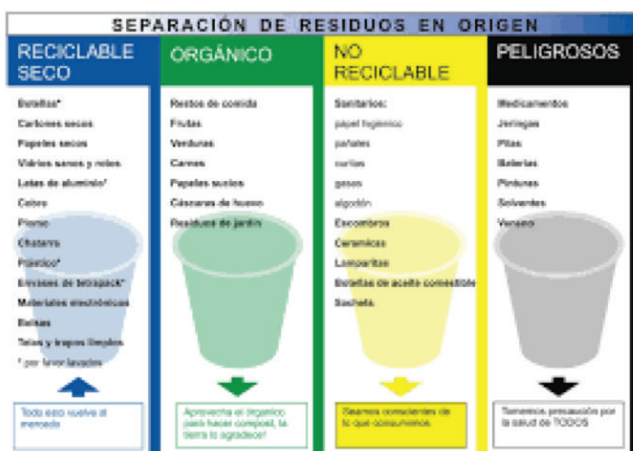 SEPARACIÓN DE RESIDUOS EN ORIGEN
RECICLABLE
SECO
Botellas*
Cartones secos
Papeles secos
Vidrios sanos y rotos
Latas de aluminio*
Cobre
Plomo
Chatarra
Plástico*
Envases de tetrapack*
Materiales electrónicos
Bolsas
Telas y trapos limpios
* por favor lavados
Todo esto vuelve al
mercado
ORGÁNICO
Restos de comida
Frutas
Verduras
Carnes
Papeles sucios
Cáscaras de huevo
Residuos de jardín
Aprovecha el orgánico
para hacer compost, la
tierra lo agradece!
NO
RECICLABLE
Sanitarios:
papel higiénico
pañales
curitas
gasas
algodón
Escombros
Ceramicas
Lamparitas
Botellas de aceite comestible
Sachets
Seamos conscientes de
lo que consumimos
PELIGROSOS
Medicamentos
Jeringas
Pilas
Baterias
Pinturas
Solventes
Veneno
Tomemos precaución por
la salud de TODOS